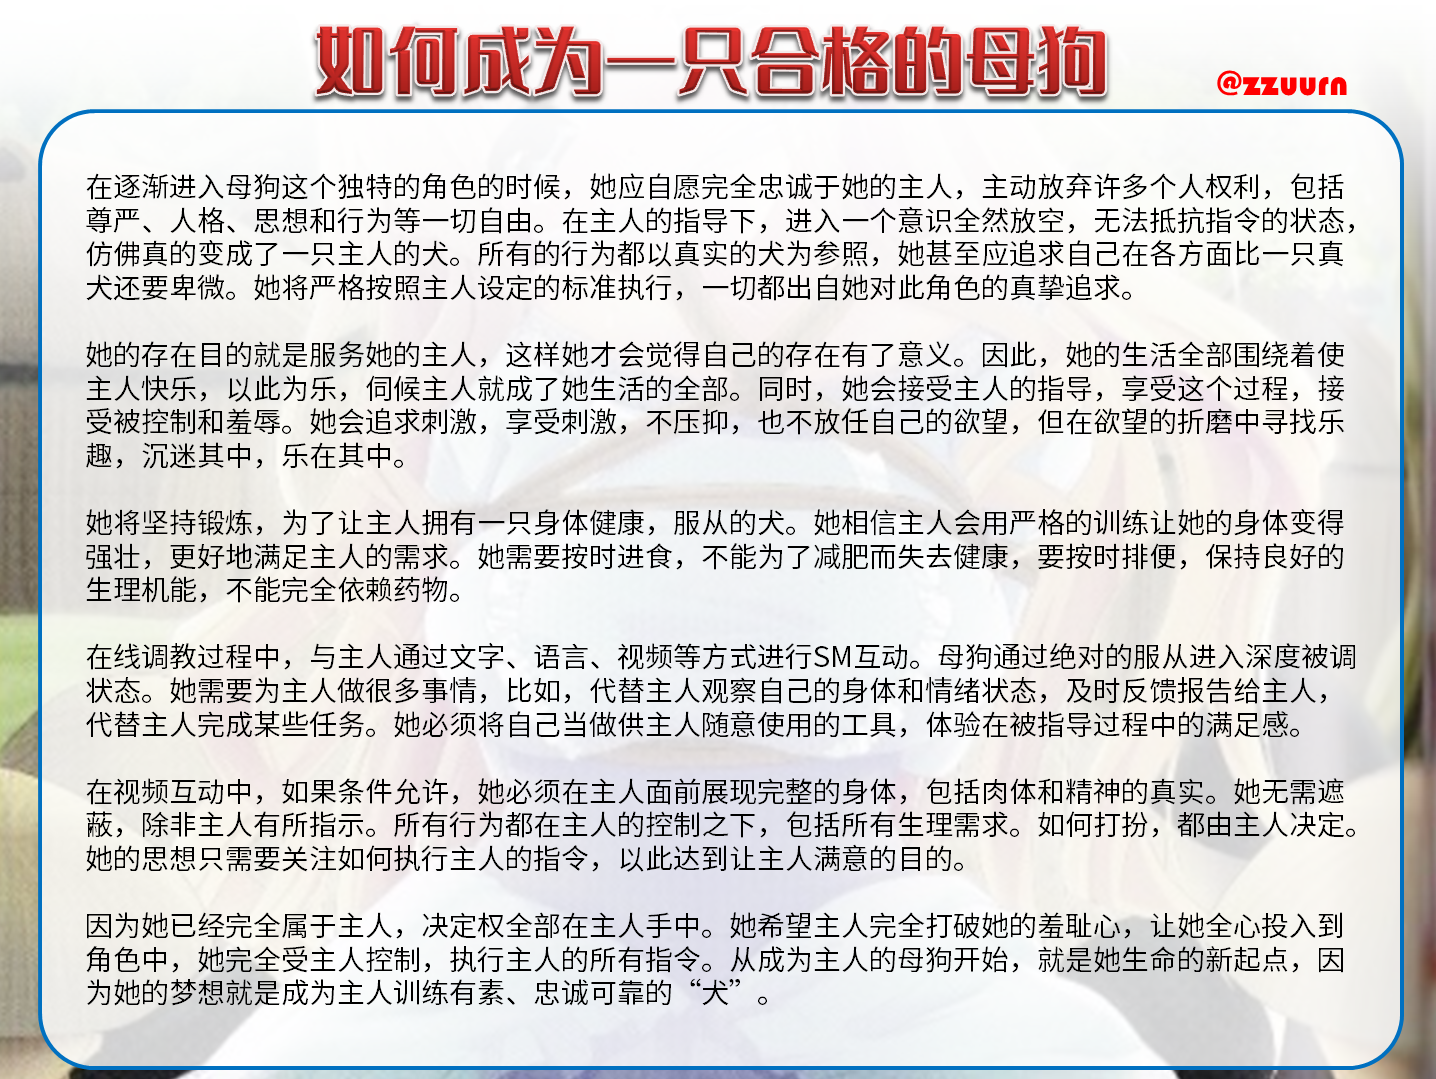 如何成为一只合格的母狗
@zzuurn
在逐渐进入母狗这个独特的角色的时候，她应自愿完全忠诚于她的主人，主动放弃许多个人权利，包括
尊严、人格、思想和行为等一切自由。在主人的指导下，进入一个意识全然放空，无法抵抗指令的状态，
仿佛真的变成了一只主人的犬。所有的行为都以真实的犬为参照，她甚至应追求自己在各方面比一只真
犬还要卑微。她将严格按照主人设定的标准执行，一切都出自她对此角色的真挚追求。
她的存在目的就是服务她的主人，这样她才会觉得自己的存在有了意义。因此，她的生活全部围绕着使
主人快乐，以此为乐，伺候主人就成了她生活的全部。同时，她会接受主人的指导，享受这个过程，接
受被控制和羞辱。她会追求刺激，享受刺激，不压抑，也不放任自己的欲望，但在欲望的折磨中寻找乐
趣，沉迷其中，乐在其中。
她将坚持锻炼，为了让主人拥有一只身体健康，服从的犬。她相信主人会用严格的训练让她的身体变得
强壮，更好地满足主人的需求。她需要按时进食，不能为了减肥而失去健康，要按时排便，保持良好的
生理机能，不能完全依赖药物。
在线调教过程中，与主人通过文字、语言、视频等方式进行SM互动。母狗通过绝对的服从进入深度被调
状态。她需要为主人做很多事情，比如，代替主人观察自己的身体和情绪状态，及时反馈报告给主人，
代替主人完成某些任务。她必须将自己当做供主人随意使用的工具，体验在被指导过程中的满足感。
在视频互动中，如果条件允许，她必须在主人面前展现完整的身体，包括肉体和精神的真实。她无需遮
蔽，除非主人有所指示。所有行为都在主人的控制之下，包括所有生理需求。如何打扮，都由主人决定。
她的思想只需要关注如何执行主人的指令，以此达到让主人满意的目的。
因为她已经完全属于主人，决定权全部在主人手中。她希望主人完全打破她的羞耻心，让她全心投入到
角色中，她完全受主人控制，执行主人的所有指令。从成为主人的母狗开始，就是她生命的新起点，因
为她的梦想就是成为主人训练有素、忠诚可靠的“犬”。